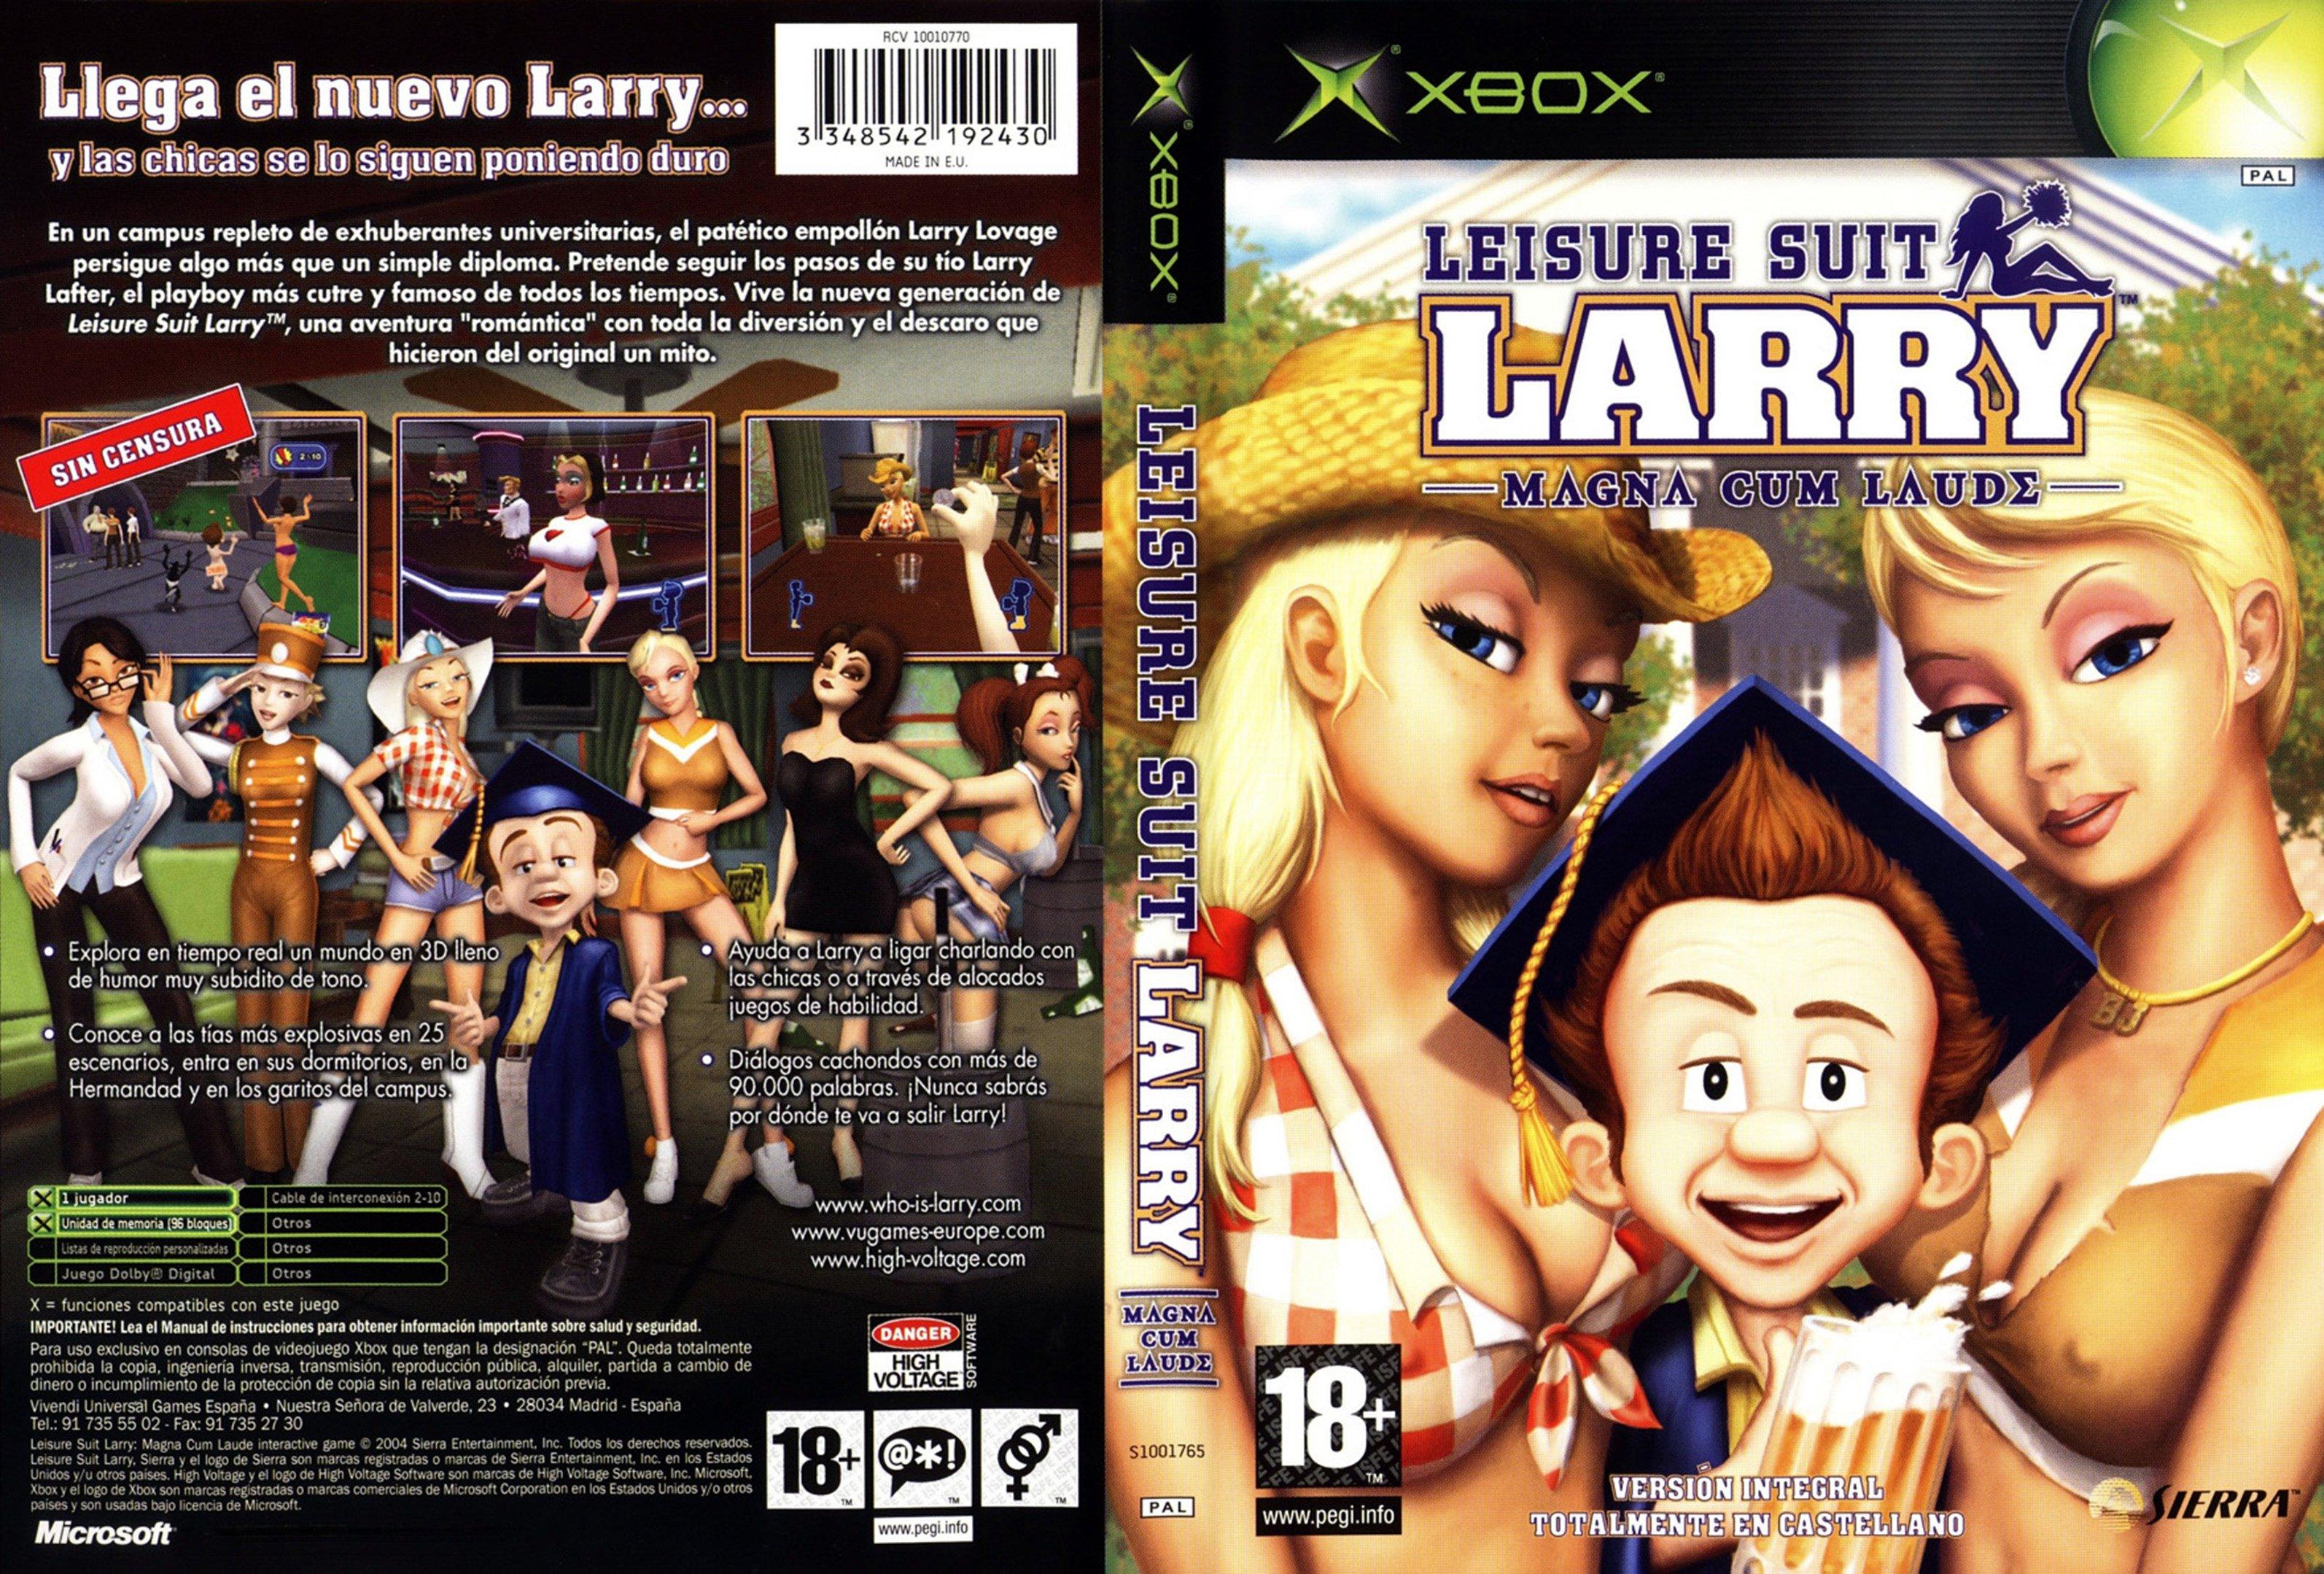 RCV 10010770
3 348542 192430
MADE IN E.U.
Llega el nuevo Larry...
y las chicas se lo siguen poniendo duro
En un campus repleto de exhuberantes universitarias, el patético empollón Larry Lovage
persigue algo más que un simple diploma. Pretende seguir los pasos de su tío Larry
Lafter, el playboy más cutre y famoso de todos los tiempos. Vive la nueva generación de
Leisure Suit Larry™, una aventura "romántica" con toda la diversión y el descaro que
hicieron del original un mito.
SIN CENSURA
2-10
• Explora en tiempo real un mundo en 3D lleno
de humor muy subidito de tono.
• Conoce a las tías más explosivas en 25
escenarios, entra en sus dormitorios, en la
Hermandad y en los garitos del campus.
• Ayuda a Larry a ligar charlando con
las chicas o a través de alocados
juegos de habilidad.
• Diálogos cachondos con más de
90.000 palabras. ¡Nunca sabrás
por dónde te va a salir Larry!
X 1 jugador
X Unidad de memoria (96 bloques)
Listas de reproducción personalizadas
Juego Dolby® Digital
Cable de interconexión 2-10
Otros
Otros
Otros
www.who-is-larry.com
www.vugames-europe.com
www.high-voltage.com
X = funciones compatibles con este juego
IMPORTANTE! Lea el Manual de instrucciones para obtener información importante sobre salud y seguridad.
Para uso exclusivo en consolas de videojuego Xbox que tengan la designación "PAL". Queda totalmente
prohibida la copia, ingeniería inversa, transmisión, reproducción pública, alquiler, partida a cambio de
dinero o incumplimiento de la protección de copia sin la relativa autorización previa.
Vivendi Universal Games España • Nuestra Señora de Valverde, 23 • 28034 Madrid - España
Tel.: 91 735 55 02 - Fax: 91 735 27 30
Leisure Suit Larry: Magna Cum Laude interactive game © 2004 Sierra Entertainment, Inc. Todos los derechos reservados.
Leisure Suit Larry, Sierra y el logo de Sierra son marcas registradas o marcas de Sierra Entertainment, Inc. en los Estados
Unidos y/u otros países. High Voltage y el logo de High Voltage Software son marcas de High Voltage Software, Inc. Microsoft,
Xbox y el logo de Xbox son marcas registradas o marcas comerciales de Microsoft Corporation en los Estados Unidos y/o otros
países y son usadas bajo licencia de Microsoft.
Microsoft
DANGER
HIGH
VOLTAGE
SOFTWARE
18+
™
@*!
™
™
www.pegi.info
XBOX®
LEISURE SUIT LARRY
MAGNA
CUM
LAUDΣ
S1001765
PAL
XBOX®
PAL
LEISURE SUIT
LARRY™
MΛGNΛ CUM LΛUDΣ
BJ
18+
™
www.pegi.info
VERSIÓN INTEGRAL
TOTALMENTE EN CASTELLANO
SIERRA™